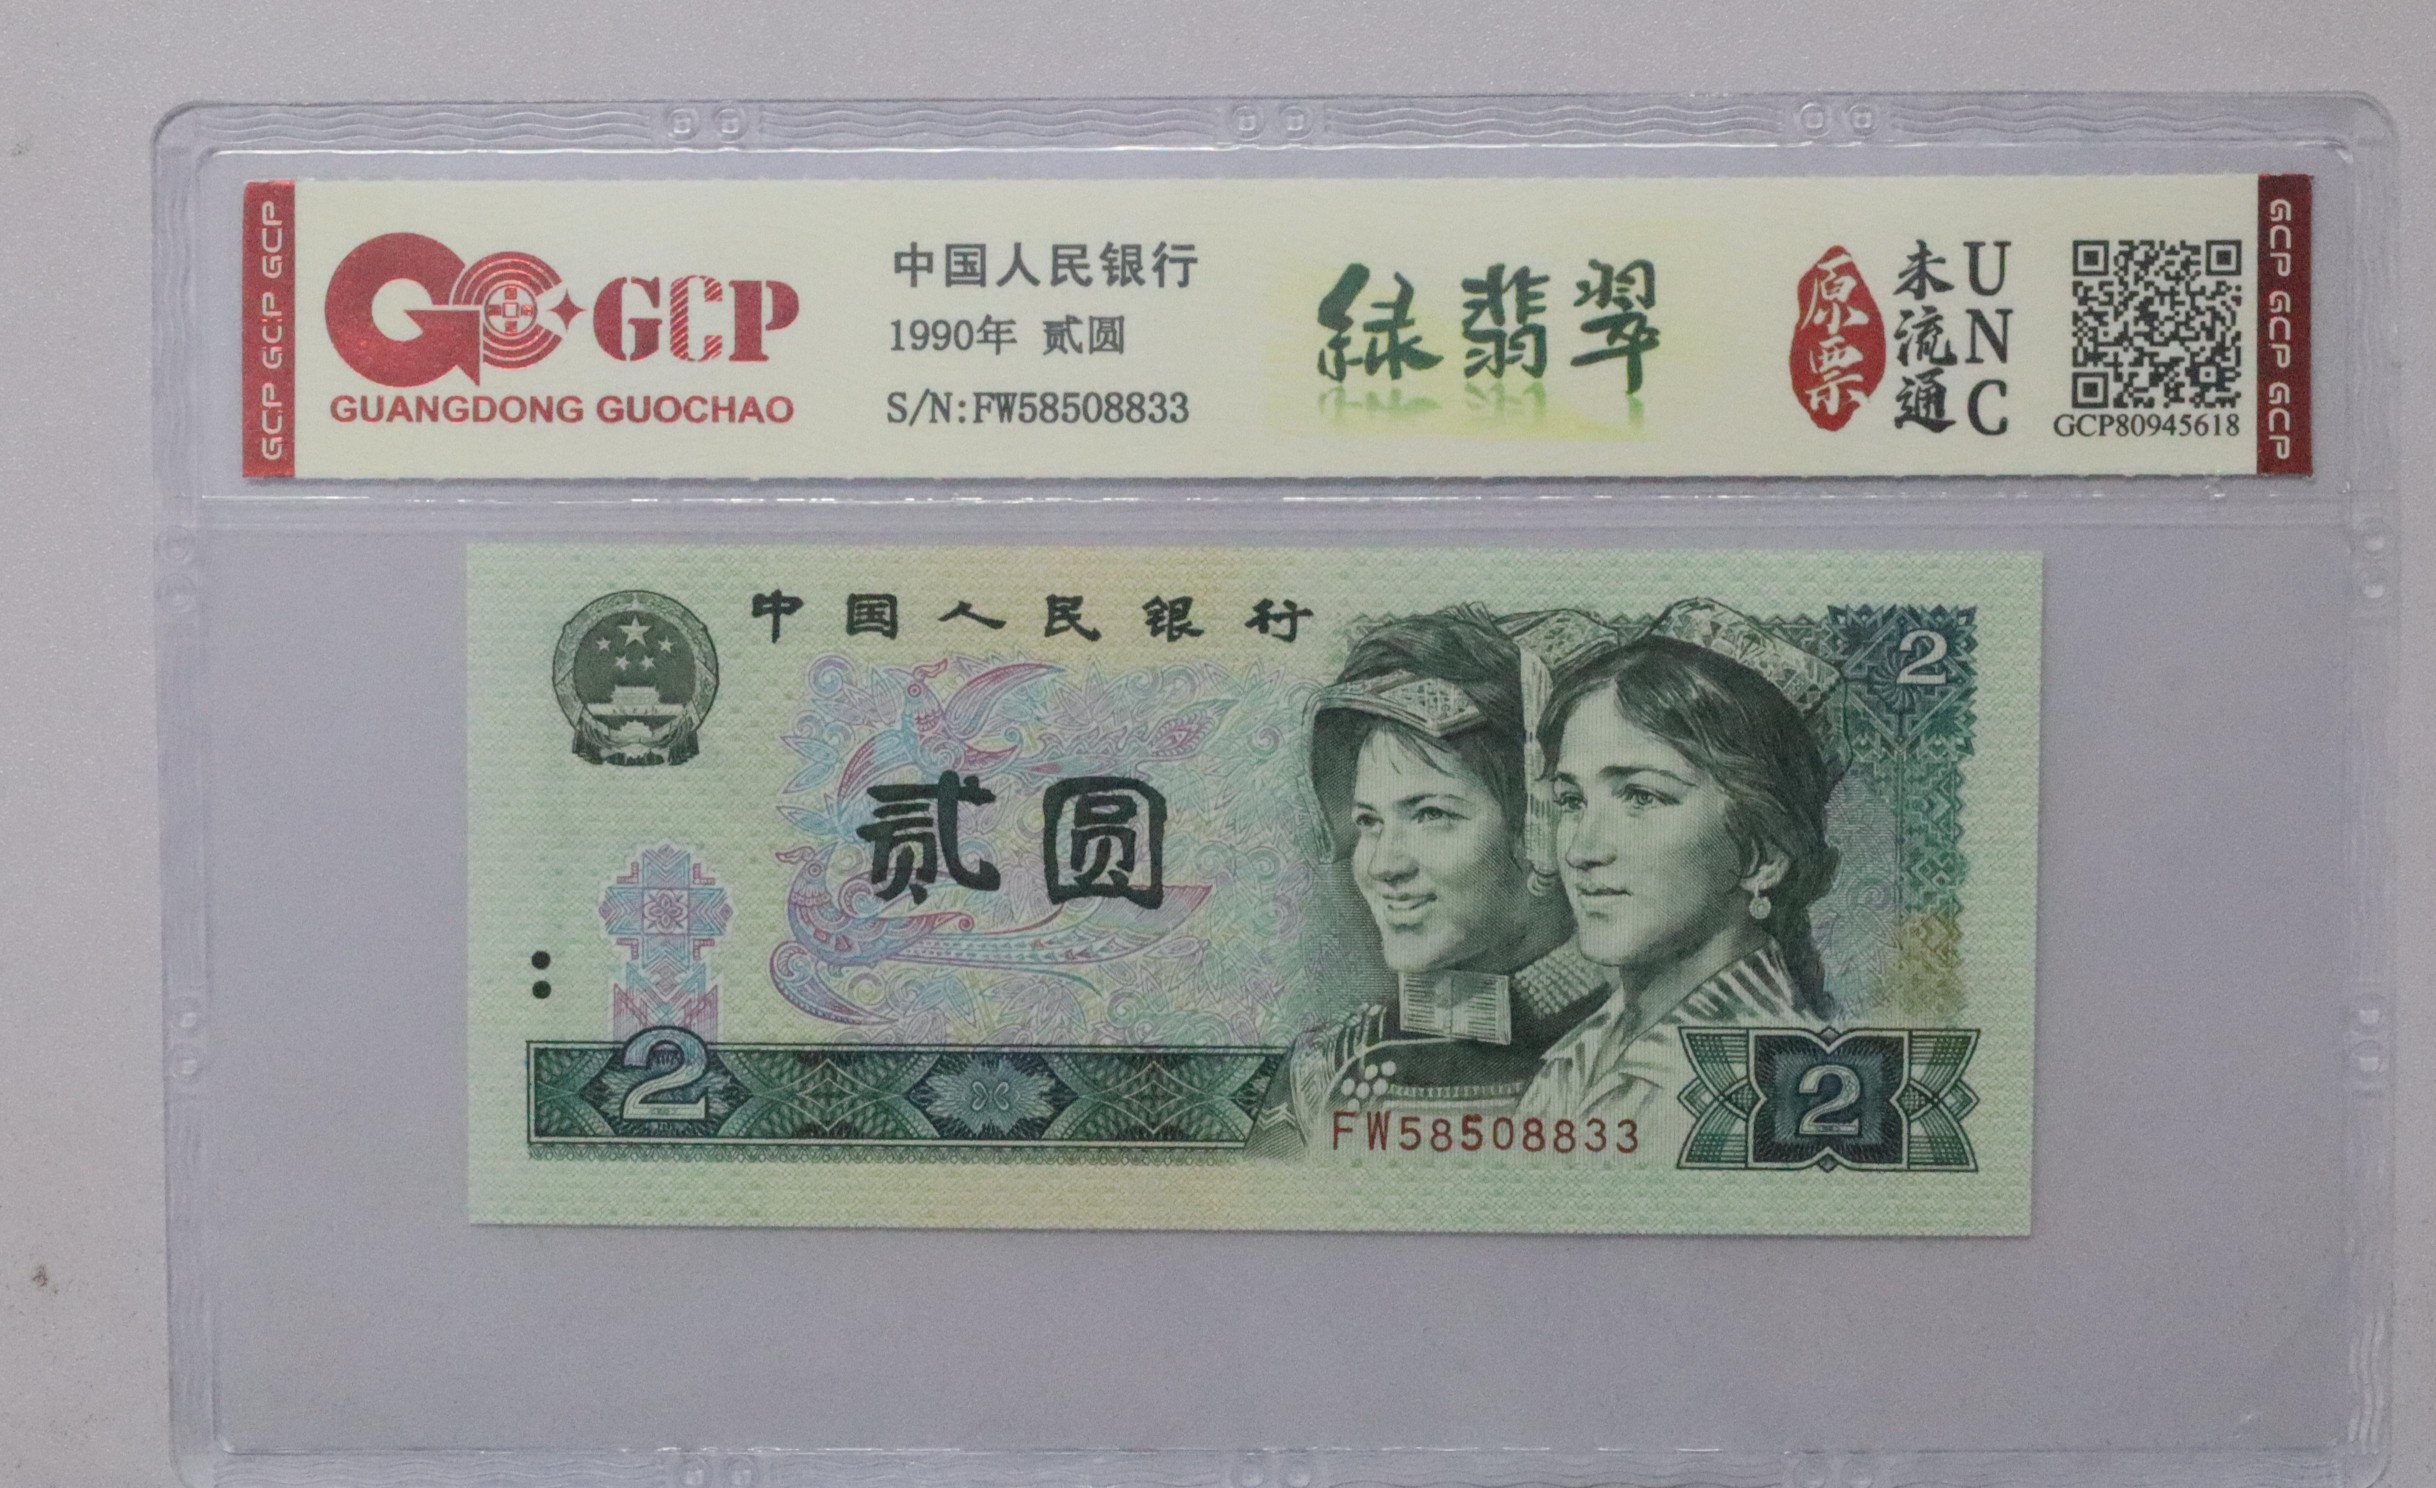 GCP GCP GCP
GCP
GUANGDONG GUOCHAO
中国人民银行
1990年 贰圆
S/N:FW58508833
緑翡翠
原票
未流通
UNC
GCP80945618
GCP GCP GCP
中国人民银行
2
贰圆
2
FW58508833
2